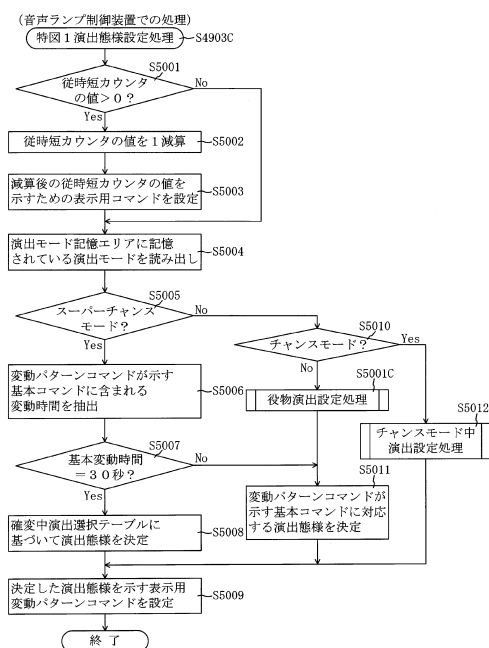 (音声ランプ制御装置での処理)
特図1演出態様設定処理
S4903C
S5001
従時短カウンタ
の値>0?
No
Yes
従時短カウンタの値を1減算
S5002
減算後の従時短カウンタの値を
示すための表示用コマンドを設定
S5003
演出モード記憶エリアに記憶
されている演出モードを読み出し
S5004
S5005
スーパーチャンス
モード?
No
Yes
S5010
チャンスモード?
Yes
No
変動パターンコマンドが示す
基本コマンドに含まれる
変動時間を抽出
S5006
S5001C
役物演出設定処理
S5012
チャンスモード中
演出設定処理
S5007
基本変動時間
=30秒?
No
Yes
S5011
変動パターンコマンドが
示す基本コマンドに対応
する演出態様を決定
確変中演出選択テーブルに
基づいて演出態様を決定
S5008
決定した演出態様を示す表示用
変動パターンコマンドを設定
S5009
終了